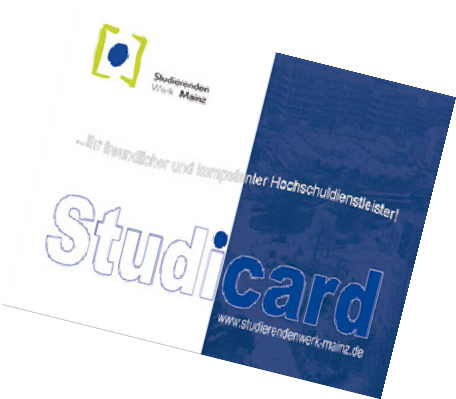 Studierenden
Werk Mainz
...Ihr freundlicher und kompetenter Hochschuldienstleister!
Studicard
www.studierendenwerk-mainz.de